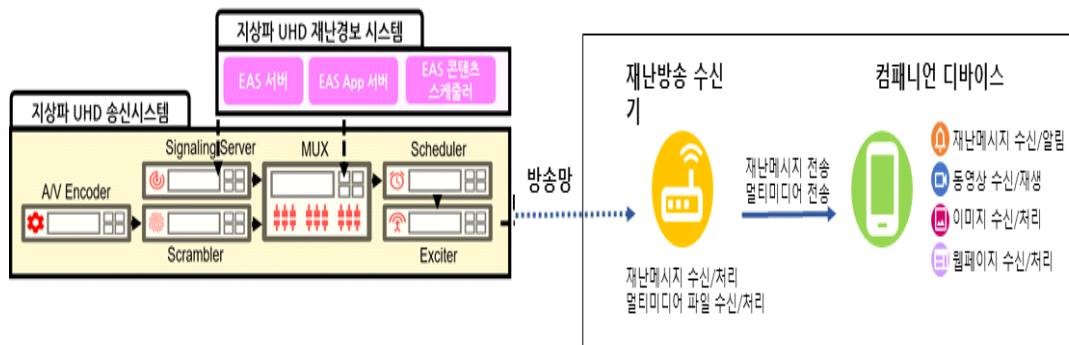 지상파 UHD 재난경보 시스템
EAS 서버
EAS App 서버
EAS 콘텐츠
스케줄러
지상파 UHD 송신시스템
Signaling Server
MUX
Scheduler
A/V Encoder
Scrambler
Exciter
방송망
재난방송 수신
기
재난메시지 수신/처리
멀티미디어 파일 수신/처리
재난메시지 전송
멀티미디어 전송
컴패니언 디바이스
재난메시지 수신/알림
동영상 수신/재생
이미지 수신/처리
웹페이지 수신/처리